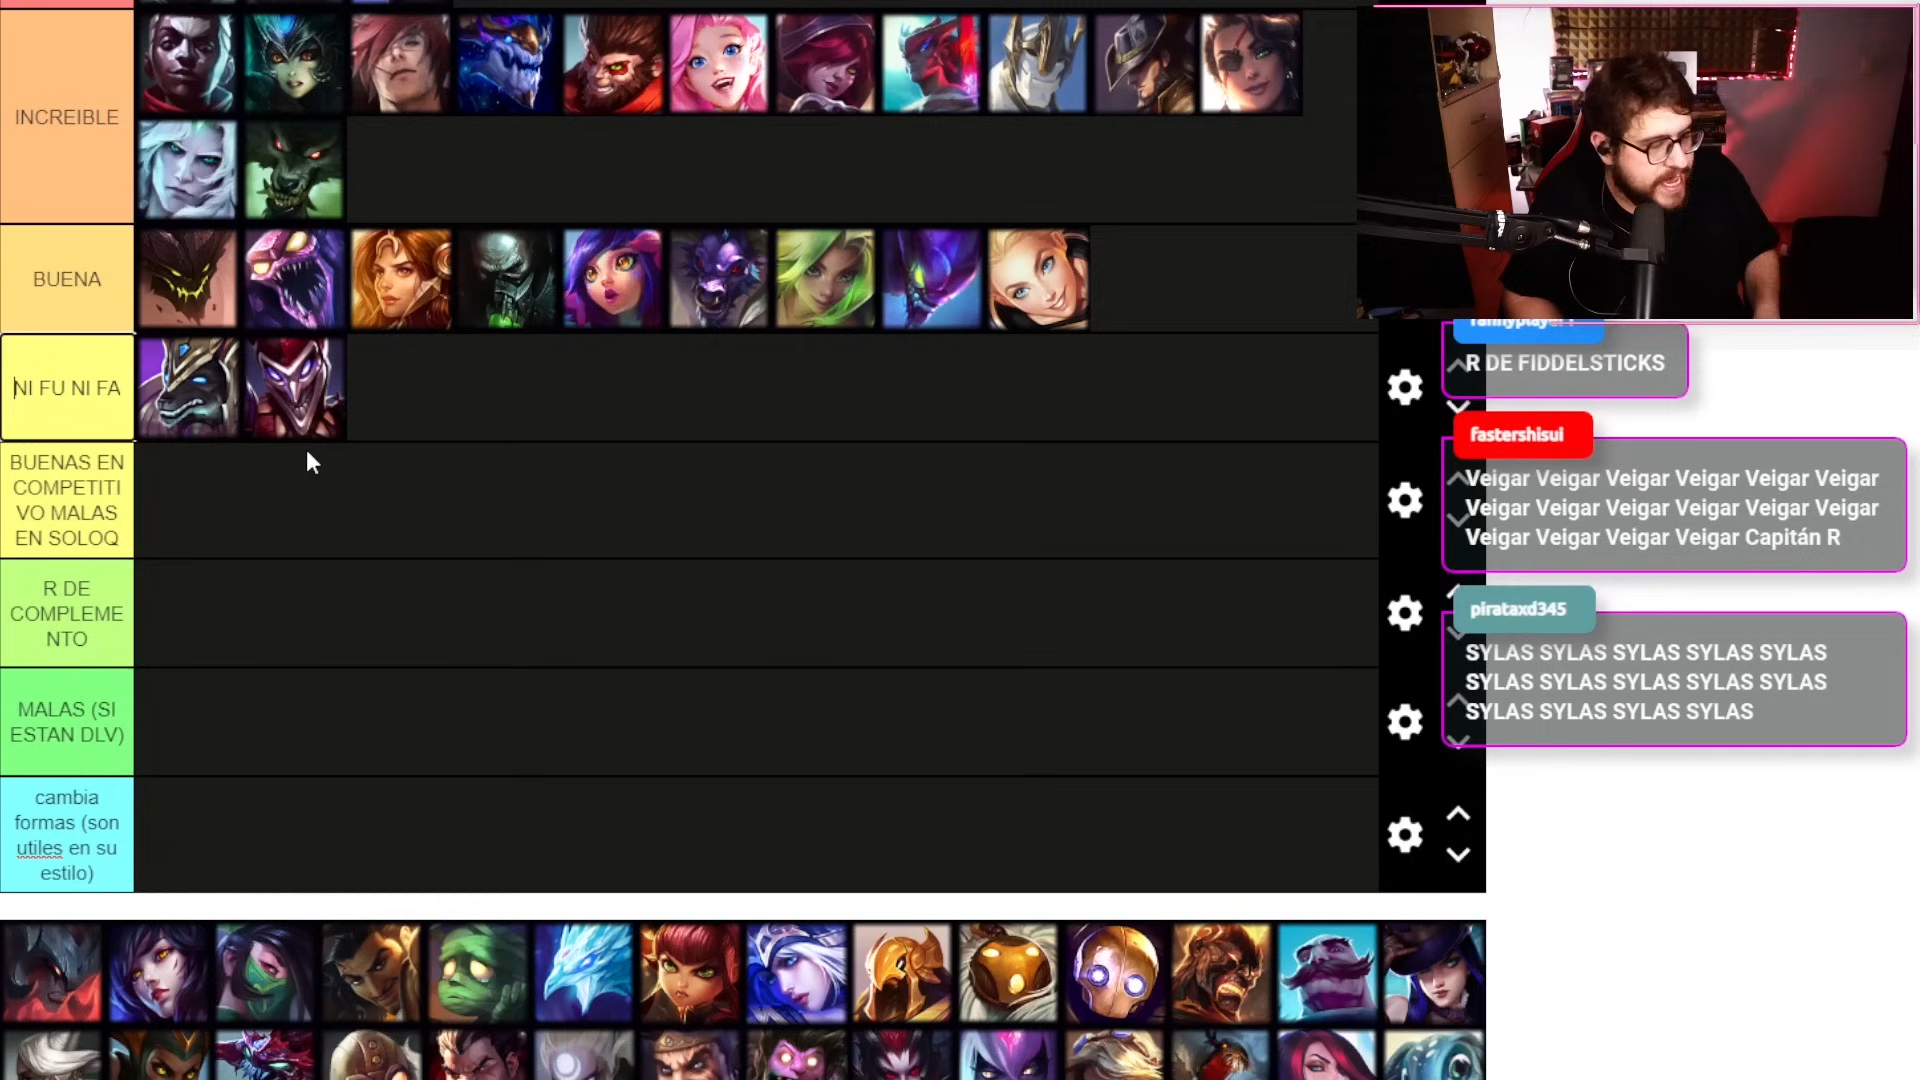 INCREIBLE
BUENA
NI FU NI FA
BUENAS EN
COMPETITI
VO MALAS
EN SOLOQ
R DE
COMPLEME
NTO
MALAS (SI
ESTAN DLV)
cambia
formas (son
utiles en su
estilo)
R DE FIDDELSTICKS
fastershisui
Veigar Veigar Veigar Veigar Veigar Veigar
Veigar Veigar Veigar Veigar Veigar Veigar
Veigar Veigar Veigar Veigar Capitán R
pirataxd345
SYLAS SYLAS SYLAS SYLAS SYLAS
SYLAS SYLAS SYLAS SYLAS SYLAS
SYLAS SYLAS SYLAS SYLAS